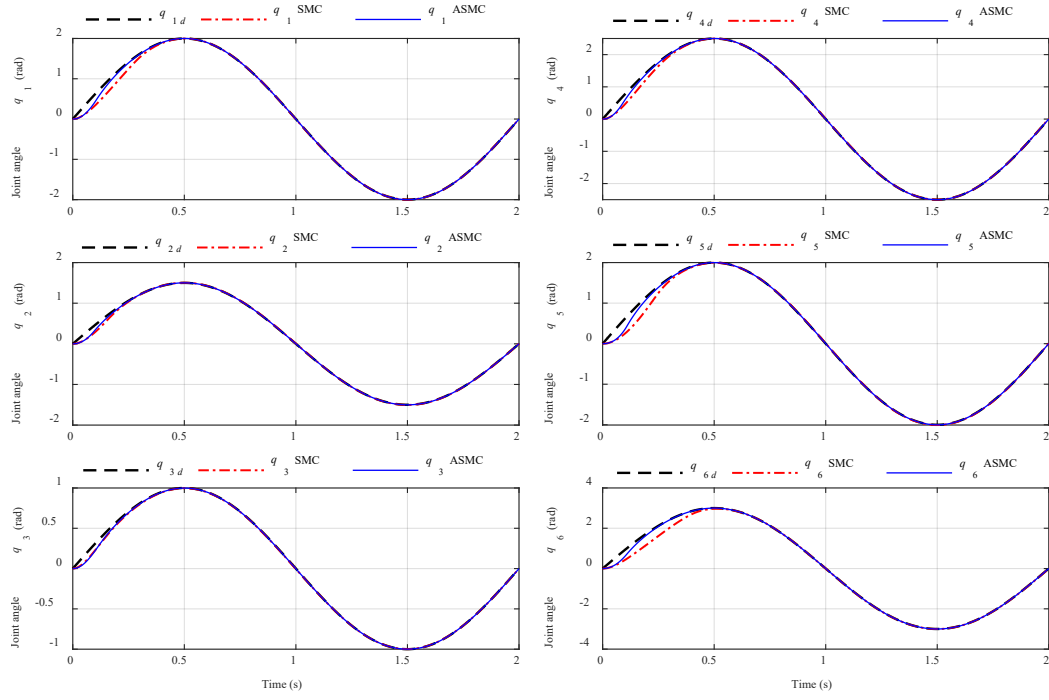 q 1 d q 1 SMC q 1 ASMC
2
1
0
-1
-2
0 0.5 1 1.5 2
Joint angle q 1 (rad)
q 2 d q 2 SMC q 2 ASMC
2
1
0
-1
-2
0 0.5 1 1.5 2
Joint angle q 2 (rad)
q 3 d q 3 SMC q 3 ASMC
1
0.5
0
-0.5
-1
0 0.5 1 1.5 2
Joint angle q 3 (rad)
Time (s)
q 4 d q 4 SMC q 4 ASMC
2
1
0
-1
-2
0 0.5 1 1.5 2
Joint angle q 4 (rad)
q 5 d q 5 SMC q 5 ASMC
2
1
0
-1
-2
0 0.5 1 1.5 2
Joint angle q 5 (rad)
q 6 d q 6 SMC q 6 ASMC
4
2
0
-2
-4
0 0.5 1 1.5 2
Joint angle q 6 (rad)
Time (s)